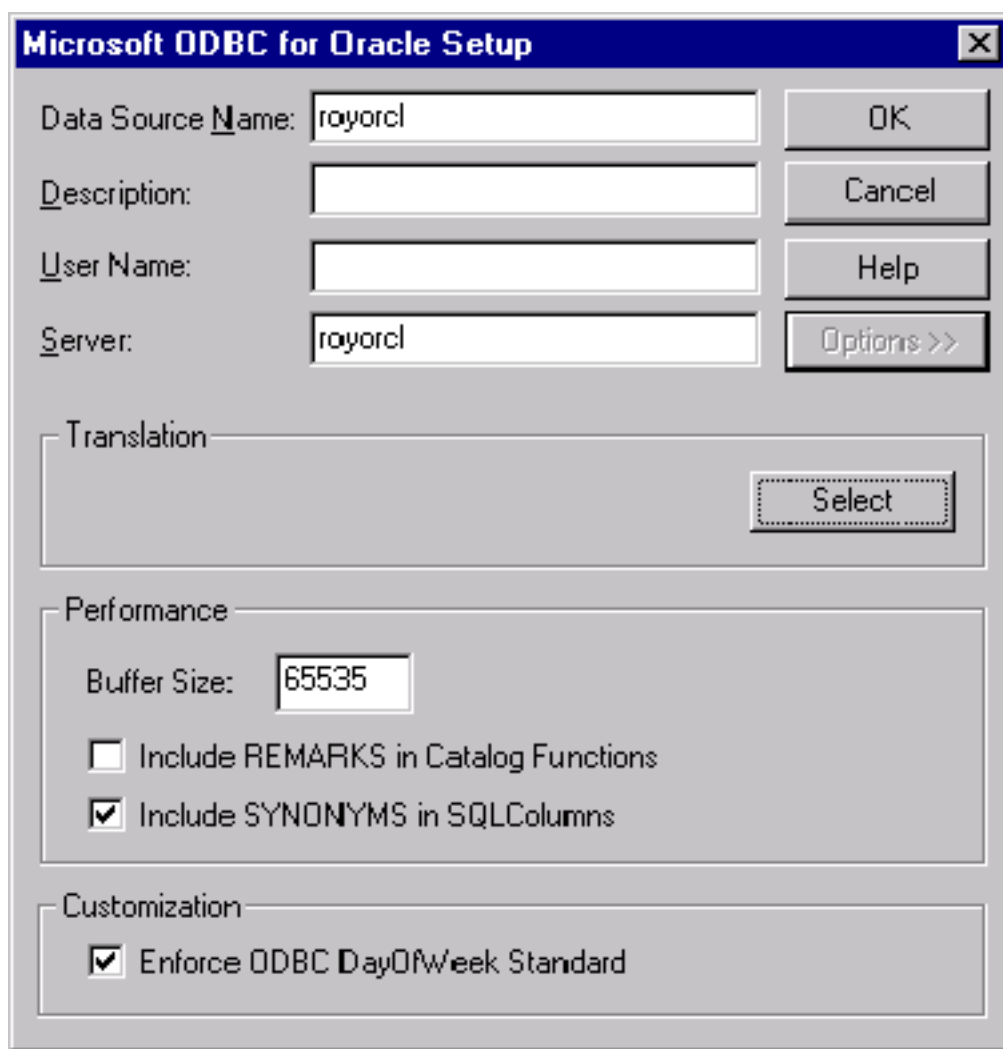 Microsoft ODBC for Oracle Setup
Data Source Name: royorcl OK
Description: Cancel
User Name: Help
Server: royorcl Options >>
Translation
Select
Performance
Buffer Size: 65535
Include REMARKS in Catalog Functions
Include SYNONYMS in SQLColumns
Customization
Enforce ODBC DayOfWeek Standard